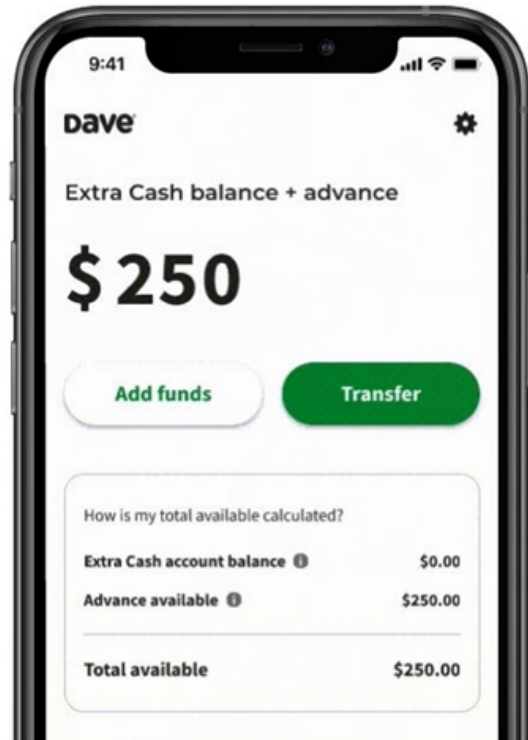 9:41
Dave
Extra Cash balance + advance
$250
Add funds
Transfer
How is my total available calculated?
Extra Cash account balance $0.00
Advance available $250.00
Total available $250.00